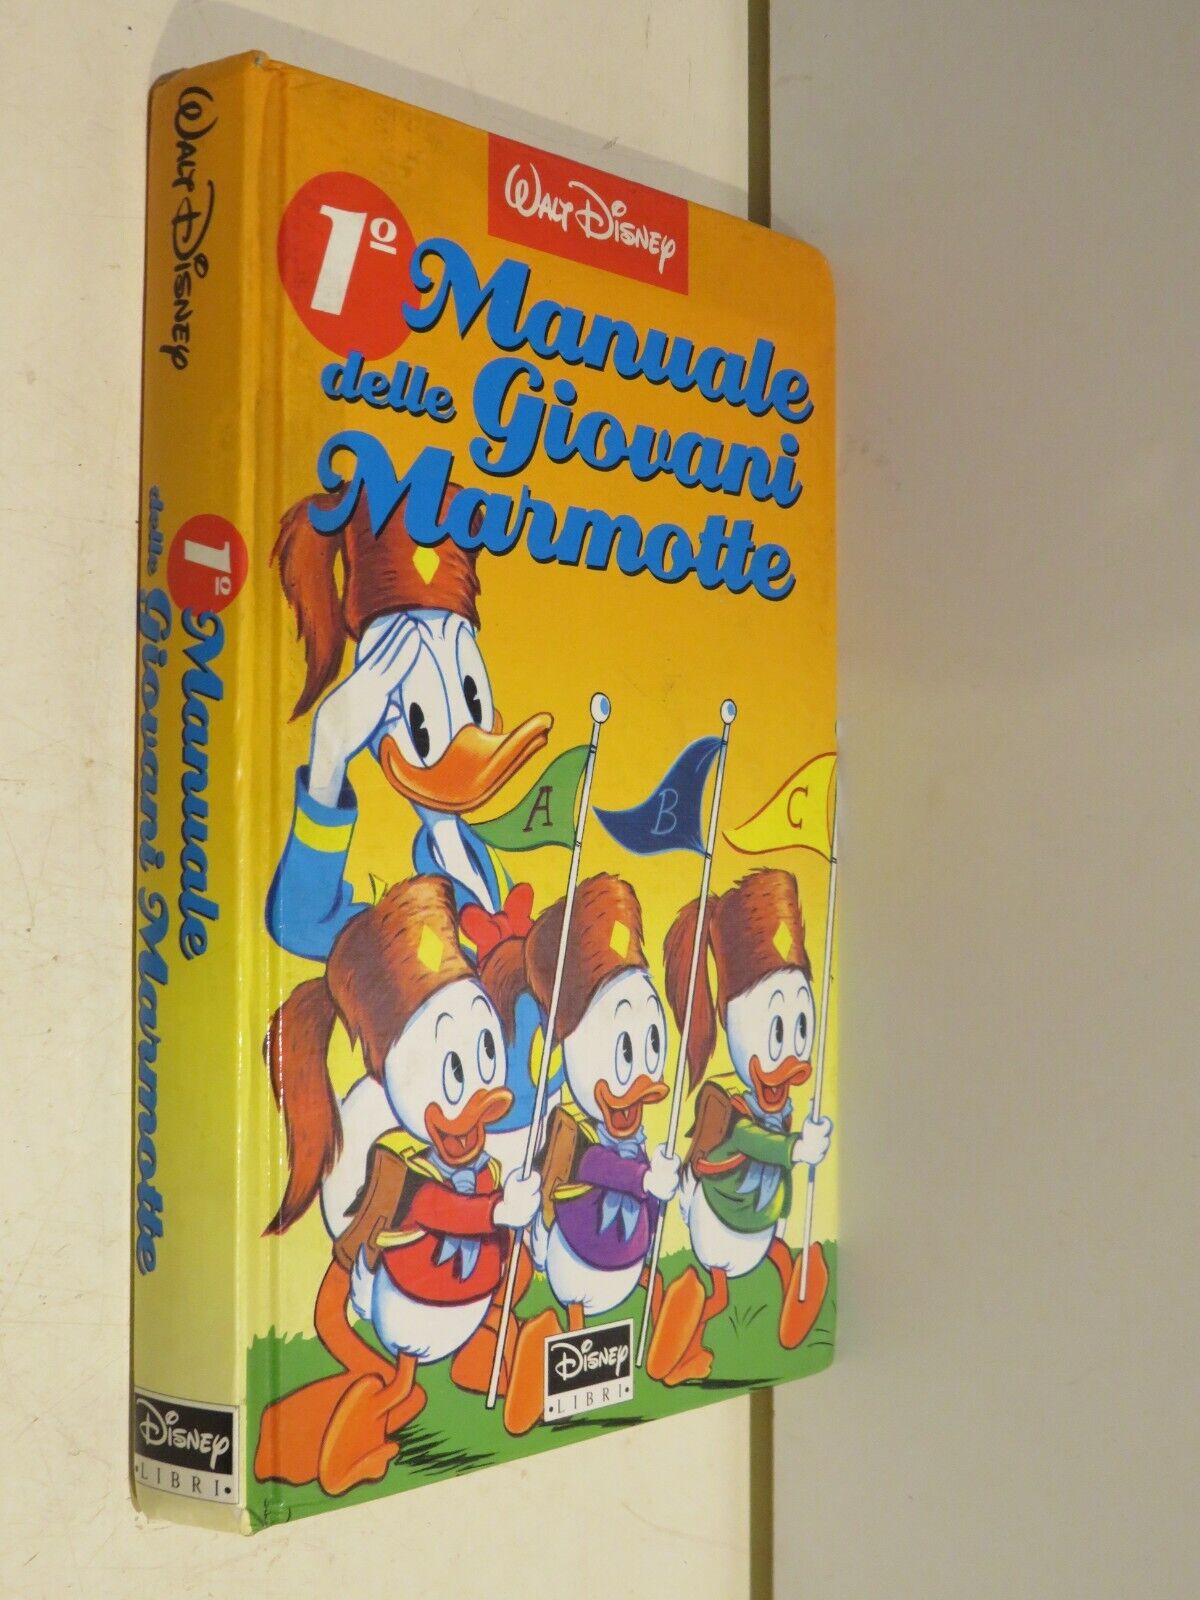 WALT DISNEY
1º
Manuale
delle Giovani
Marmotte
A
B
C
DISNEY
•LIBRI•
WALT DISNEY
1º Manuale
delle Giovani Marmotte
DISNEY
•LIBRI•